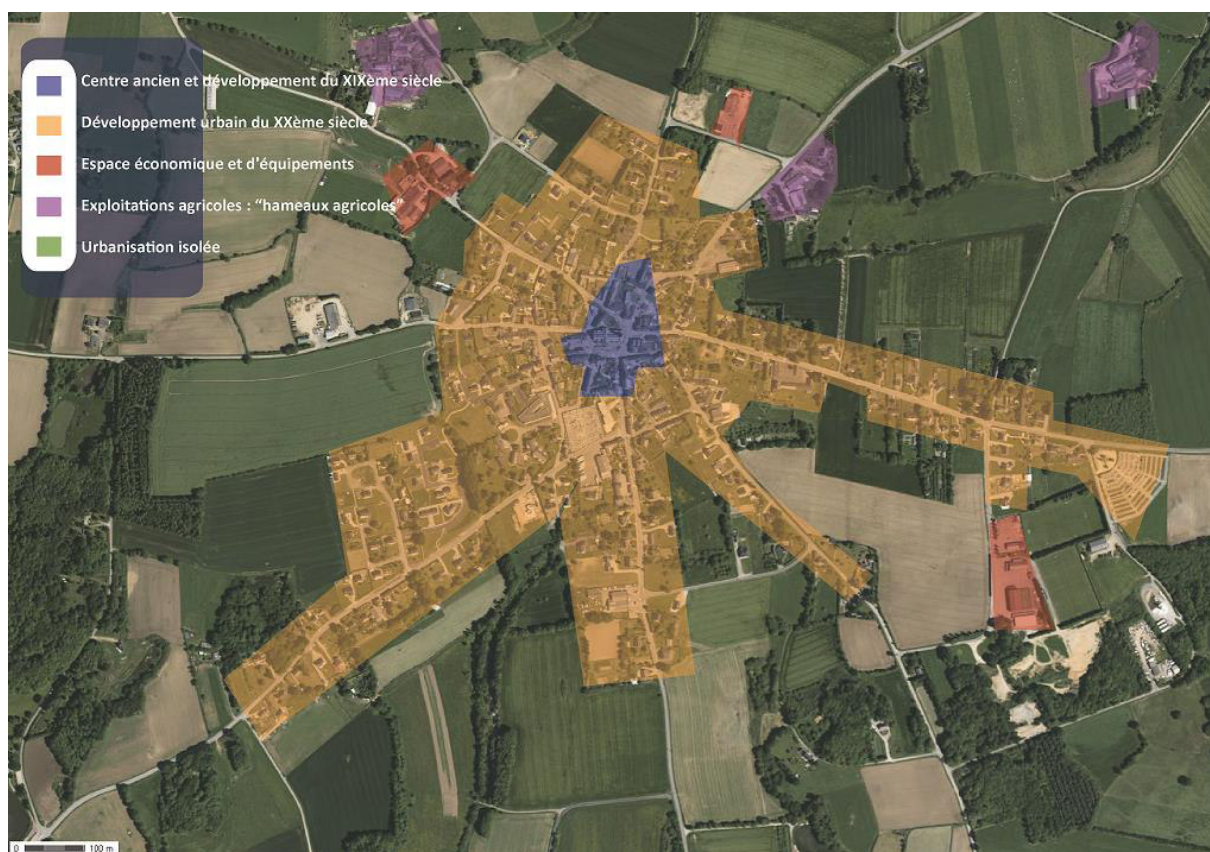 Centre ancien et développement du XIXème siècle
Développement urbain du XXème siècle
Espace économique et d'équipements
Exploitations agricoles : "hameaux agricoles"
Urbanisation isolée
0 100 m